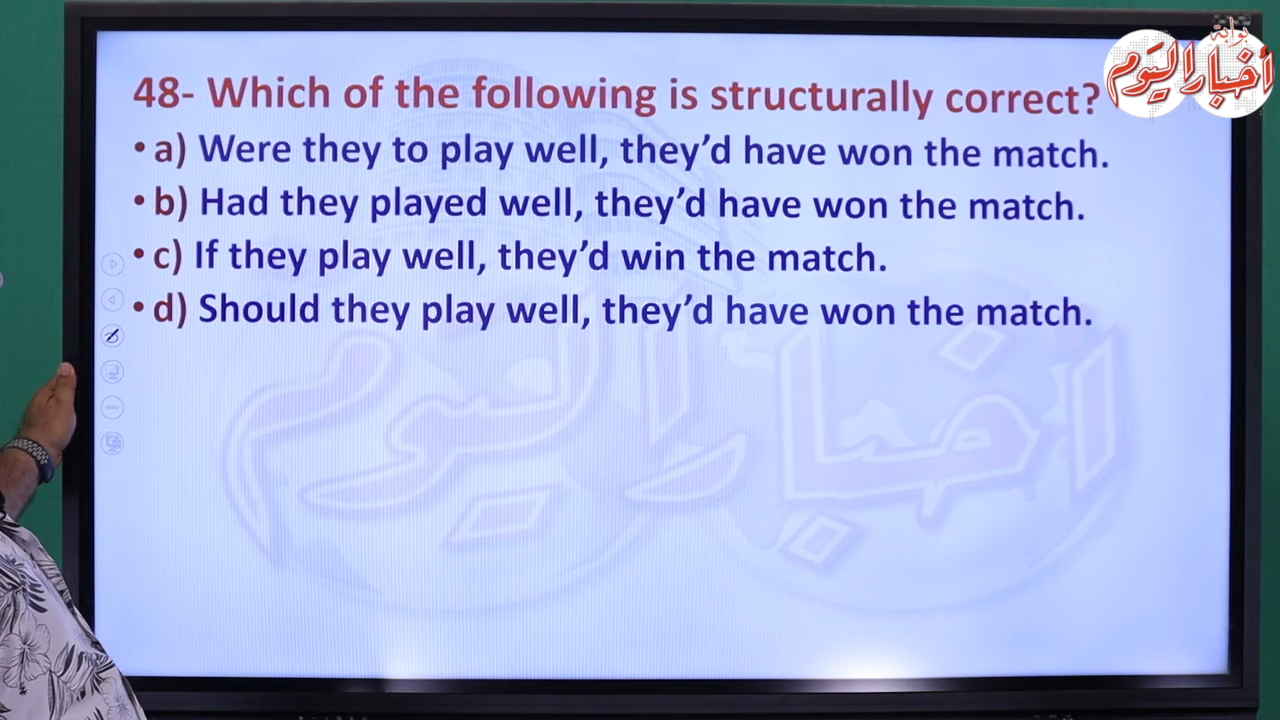 بوابة
أخبار اليوم
48- Which of the following is structurally correct?
• a) Were they to play well, they’d have won the match.
• b) Had they played well, they’d have won the match.
• c) If they play well, they’d win the match.
• d) Should they play well, they’d have won the match.
أخبار اليوم